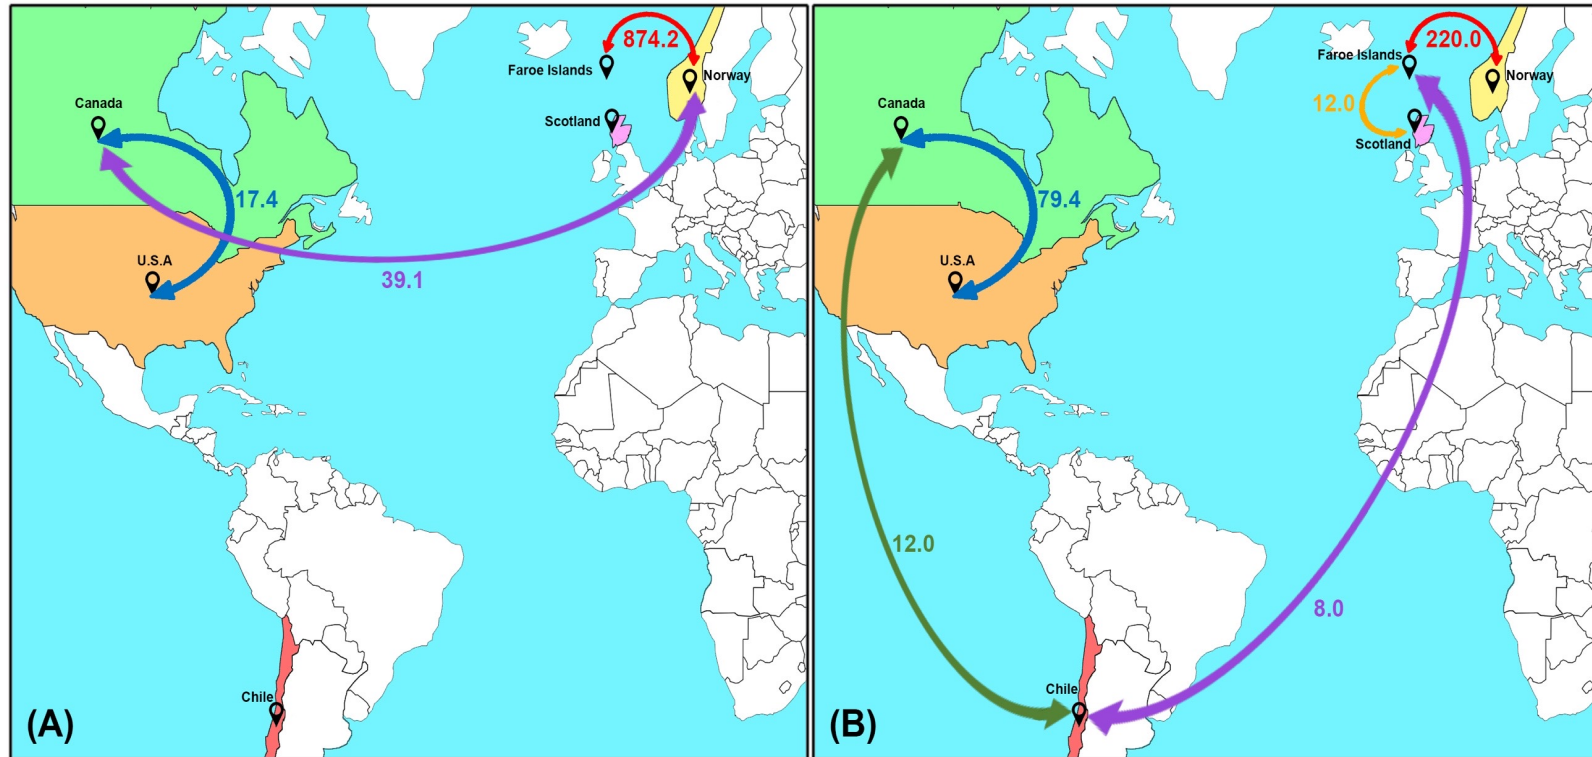 874.2
Faroe Islands
Norway
Canada
Scotland
17.4
U.S.A
39.1
Chile
(A)
220.0
Faroe Islands
Norway
12.0
Canada
Scotland
79.4
U.S.A
12.0
8.0
Chile
(B)